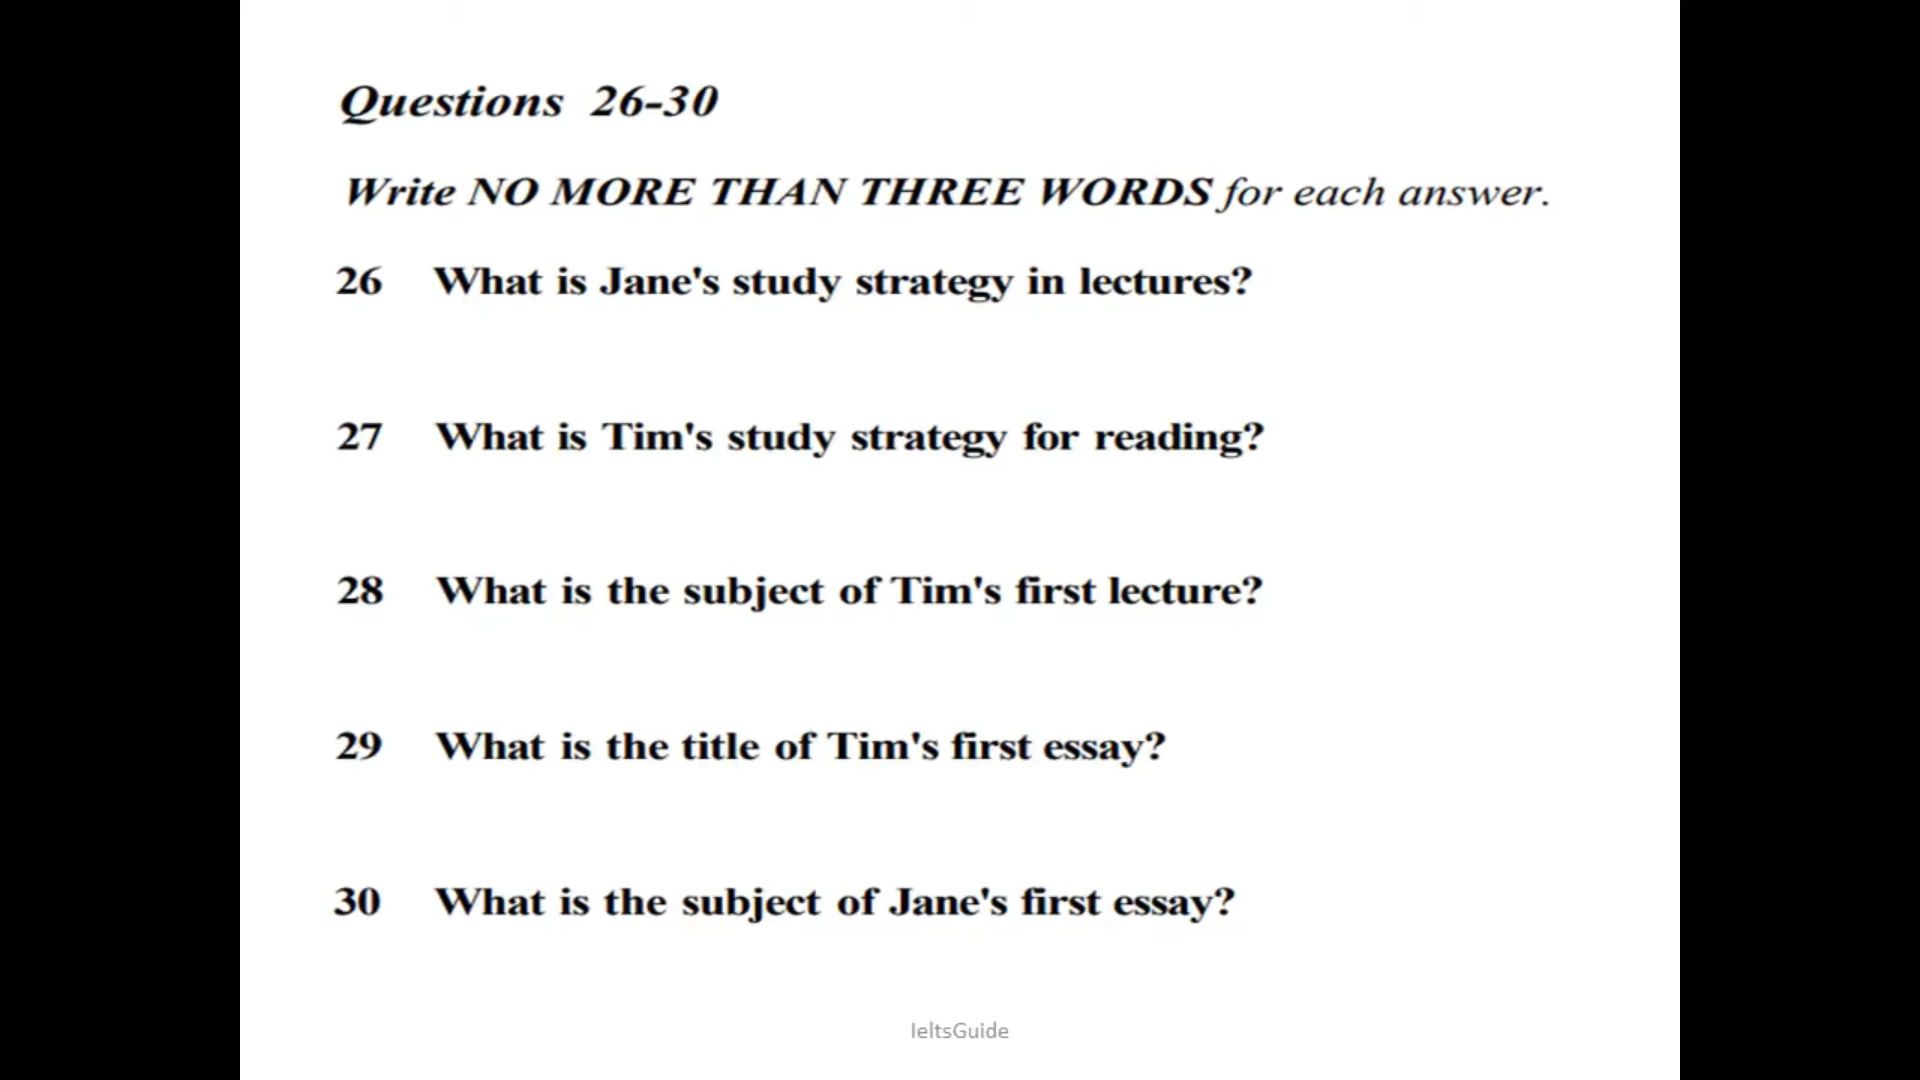 Questions 26-30
Write NO MORE THAN THREE WORDS for each answer.
26 What is Jane's study strategy in lectures?
27 What is Tim's study strategy for reading?
28 What is the subject of Tim's first lecture?
29 What is the title of Tim's first essay?
30 What is the subject of Jane's first essay?
IeltsGuide